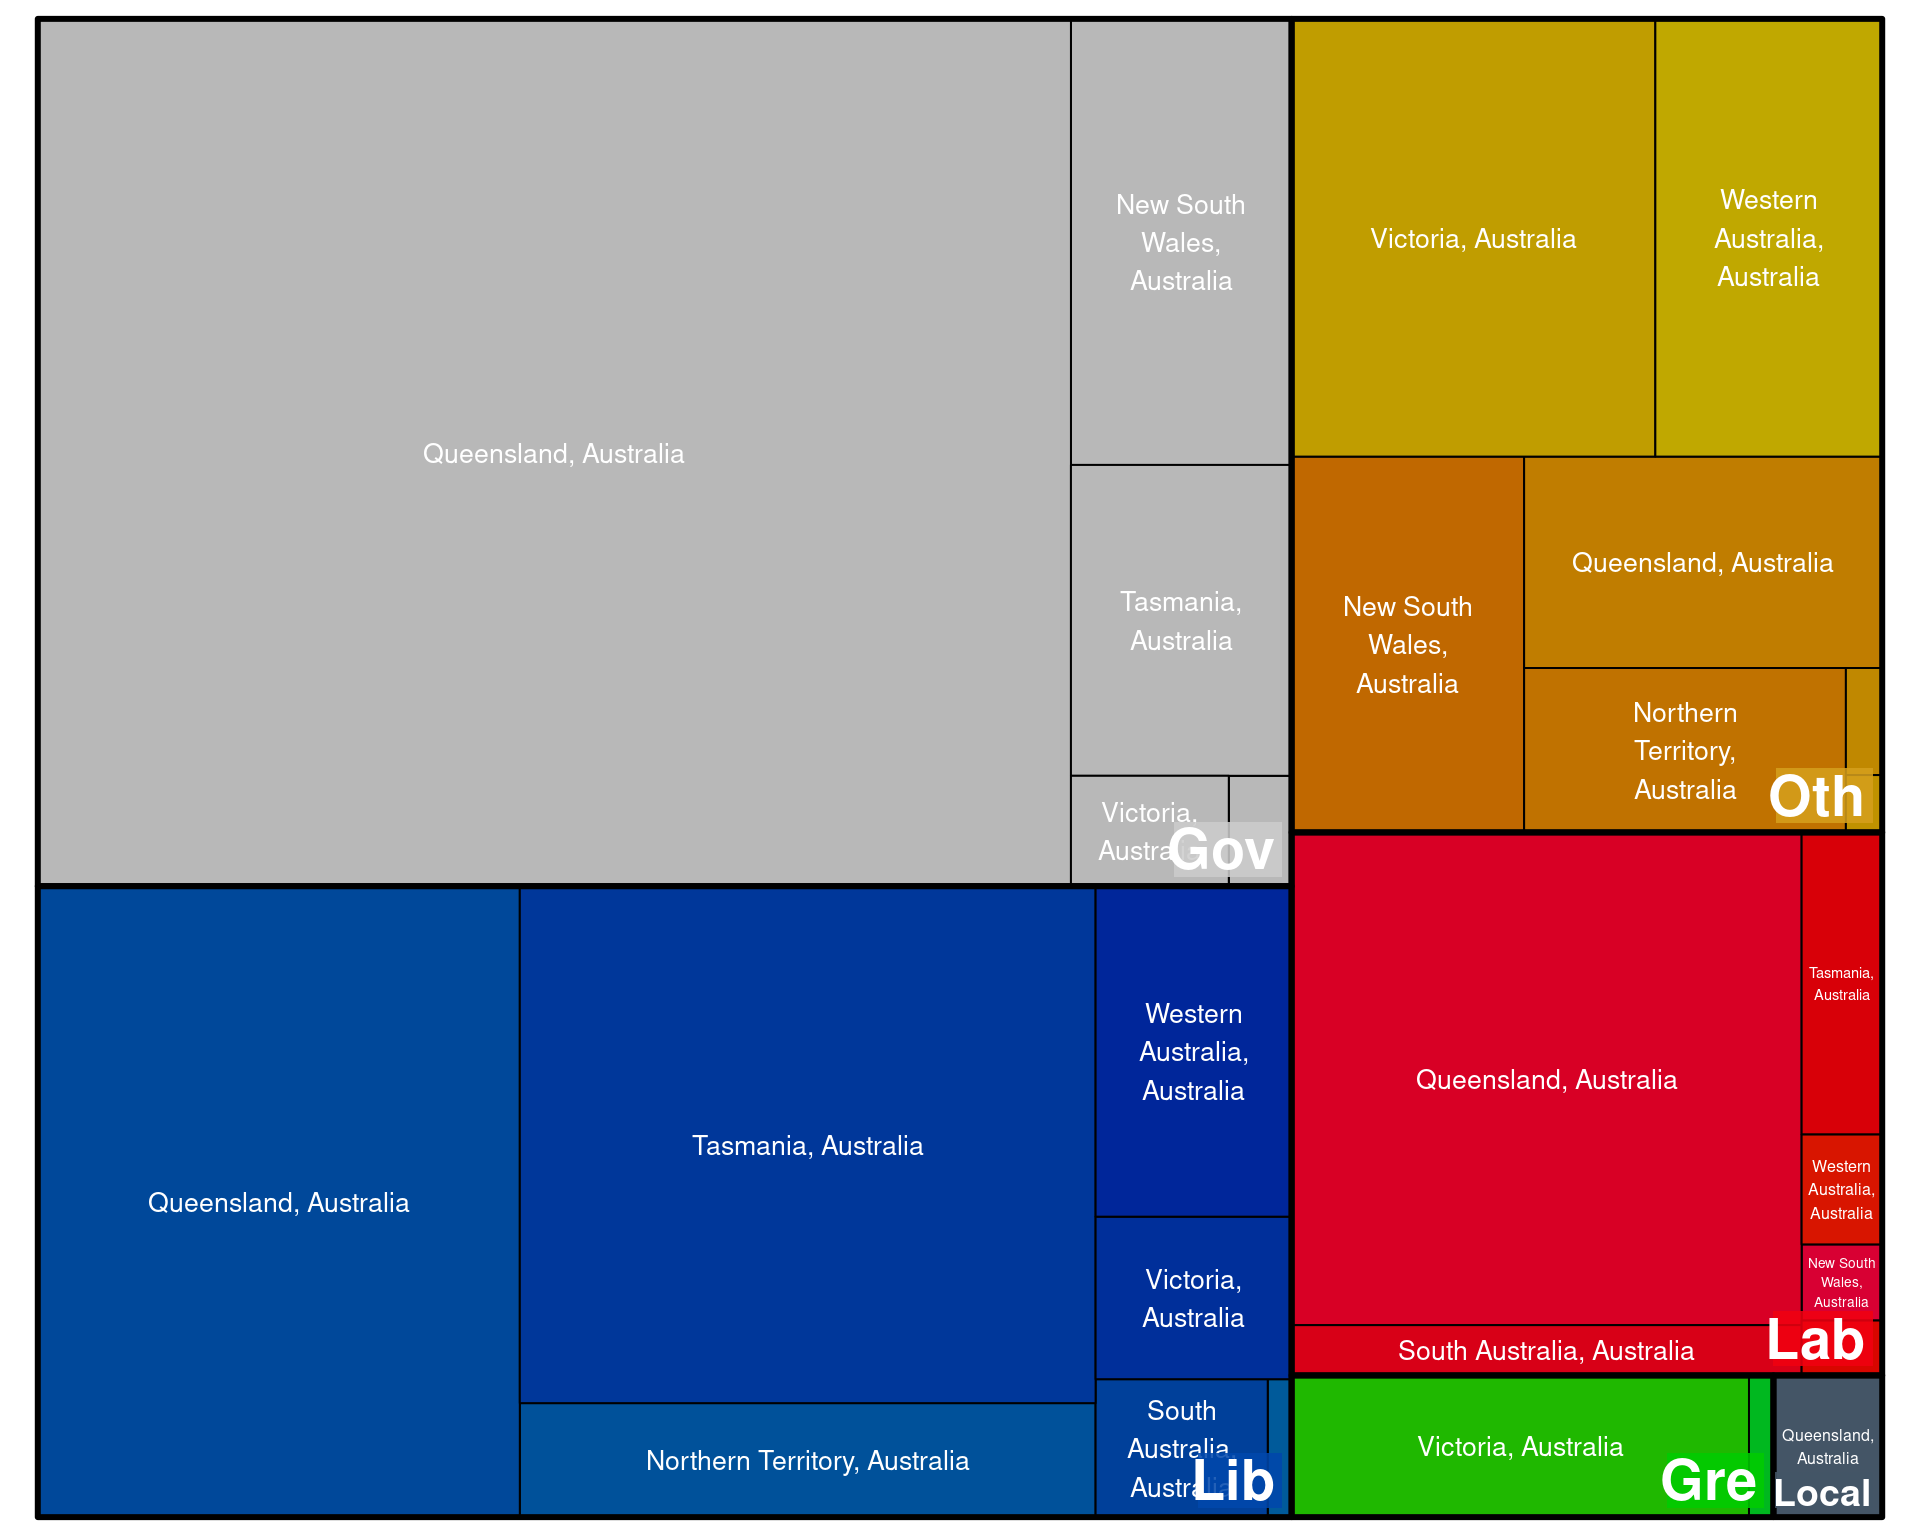 Queensland, Australia
New South
Wales,
Australia
Tasmania,
Australia
Victoria,
Australia
Gov
Victoria, Australia
Western
Australia,
Australia
New South
Wales,
Australia
Queensland, Australia
Northern
Territory,
Australia
Oth
Queensland, Australia
Tasmania, Australia
Northern Territory, Australia
Western
Australia,
Australia
Victoria,
Australia
South
Australia,
Australia
Lib
Queensland, Australia
South Australia, Australia
Tasmania,
Australia
Western
Australia,
Australia
New South
Wales,
Australia
Lab
Victoria, Australia
Gre
Queensland,
Australia
Local